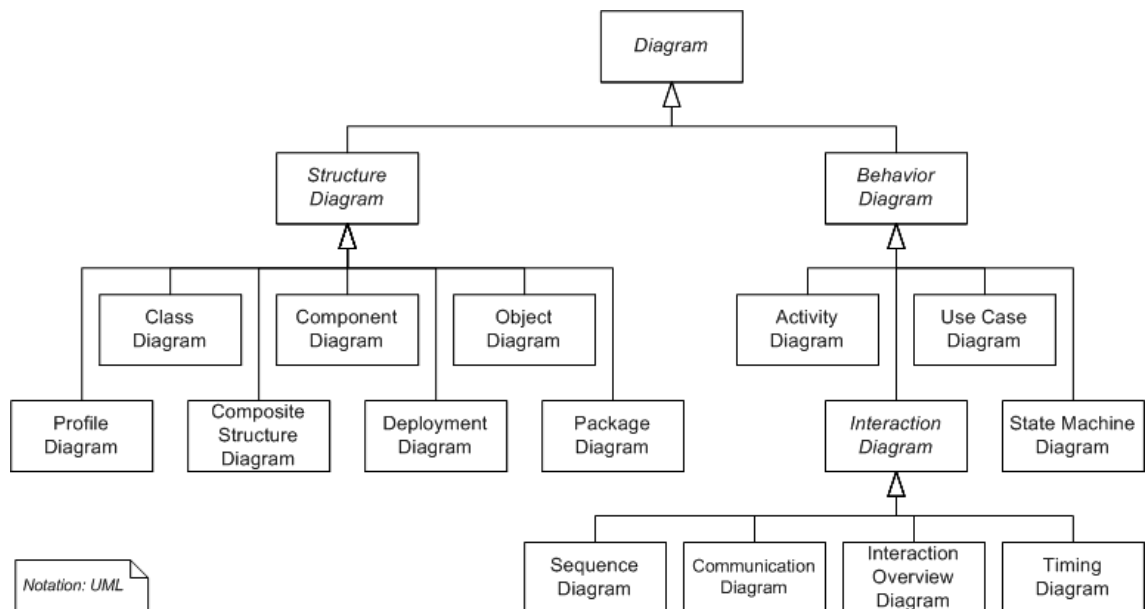 Diagram
Structure
Diagram
Behavior
Diagram
Class
Diagram
Component
Diagram
Object
Diagram
Activity
Diagram
Use Case
Diagram
Profile
Diagram
Composite
Structure
Diagram
Deployment
Diagram
Package
Diagram
Interaction
Diagram
State Machine
Diagram
Sequence
Diagram
Communication
Diagram
Interaction
Overview
Diagram
Timing
Diagram
Notation: UML